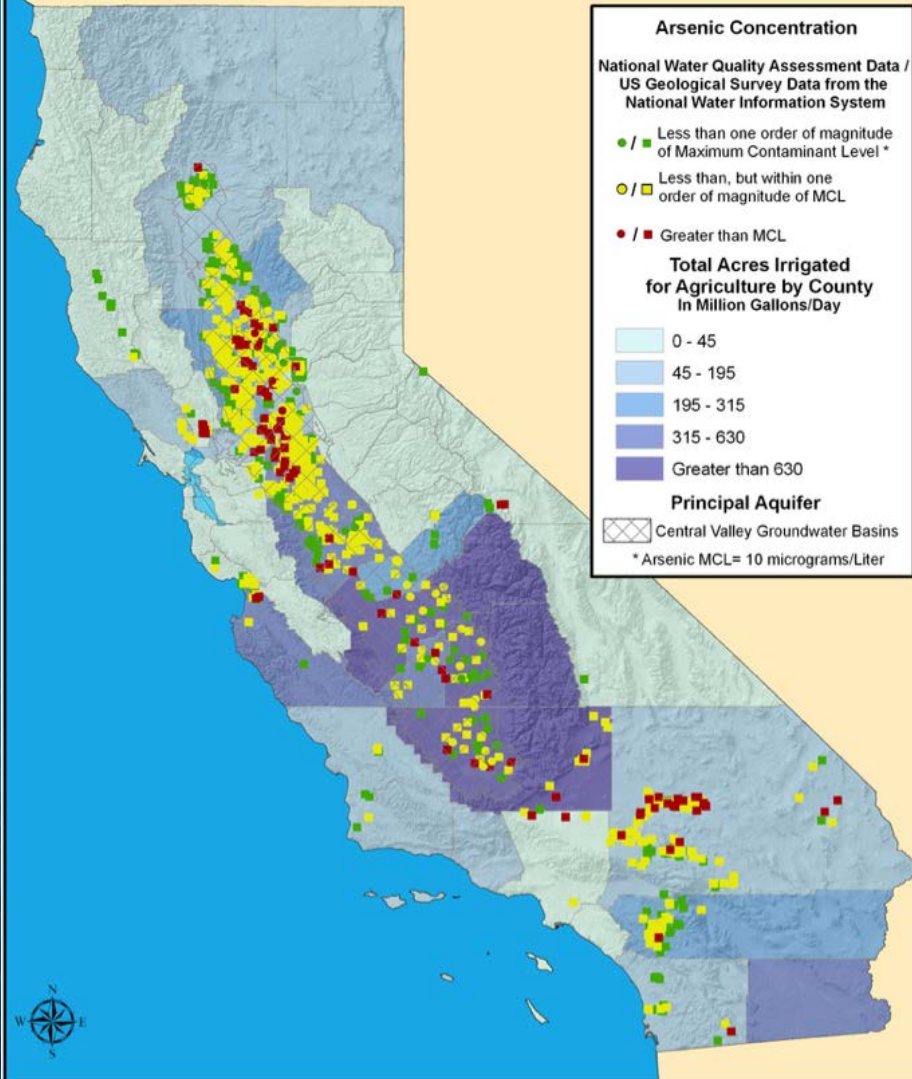 Arsenic Concentration
National Water Quality Assessment Data /
US Geological Survey Data from the
National Water Information System
/ Less than one order of magnitude
of Maximum Contaminant Level *
/ Less than, but within one
order of magnitude of MCL
/ Greater than MCL
Total Acres Irrigated
for Agriculture by County
In Million Gallons/Day
0 - 45
45 - 195
195 - 315
315 - 630
Greater than 630
Principal Aquifer
Central Valley Groundwater Basins
* Arsenic MCL= 10 micrograms/Liter
N
W E
S